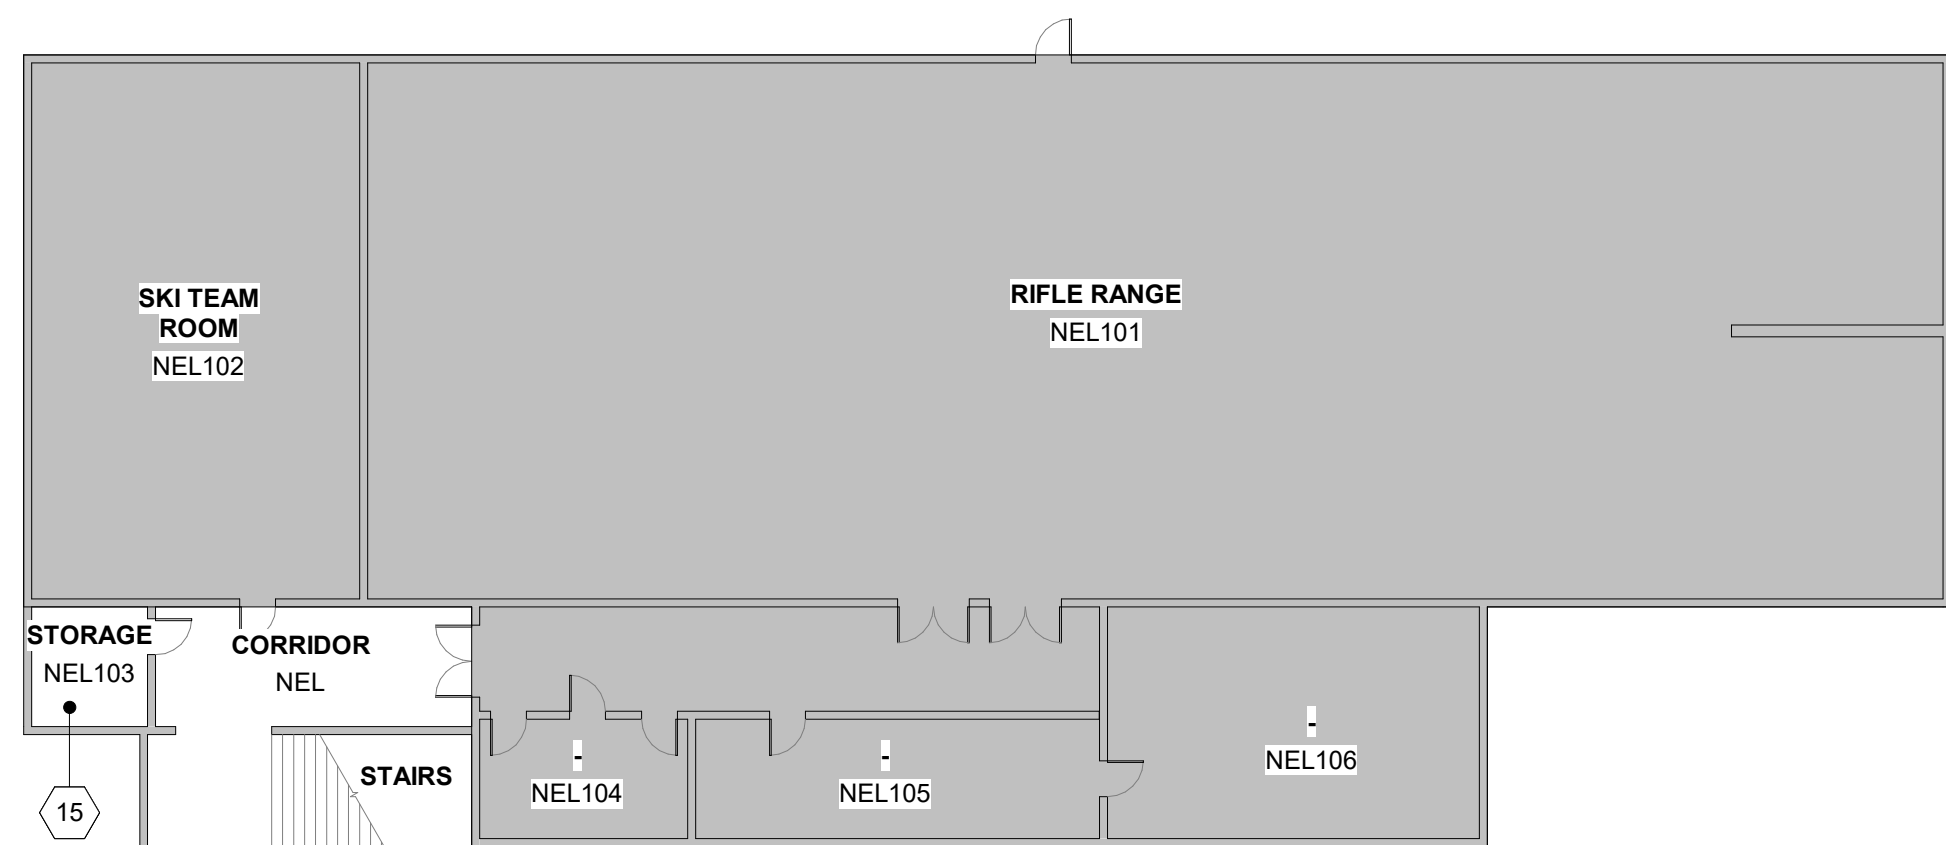 SKI TEAM
ROOM
NEL102
RIFLE RANGE
NEL101
STORAGE
NEL103
CORRIDOR
NEL
STAIRS
15
-
NEL104
-
NEL105
-
NEL106